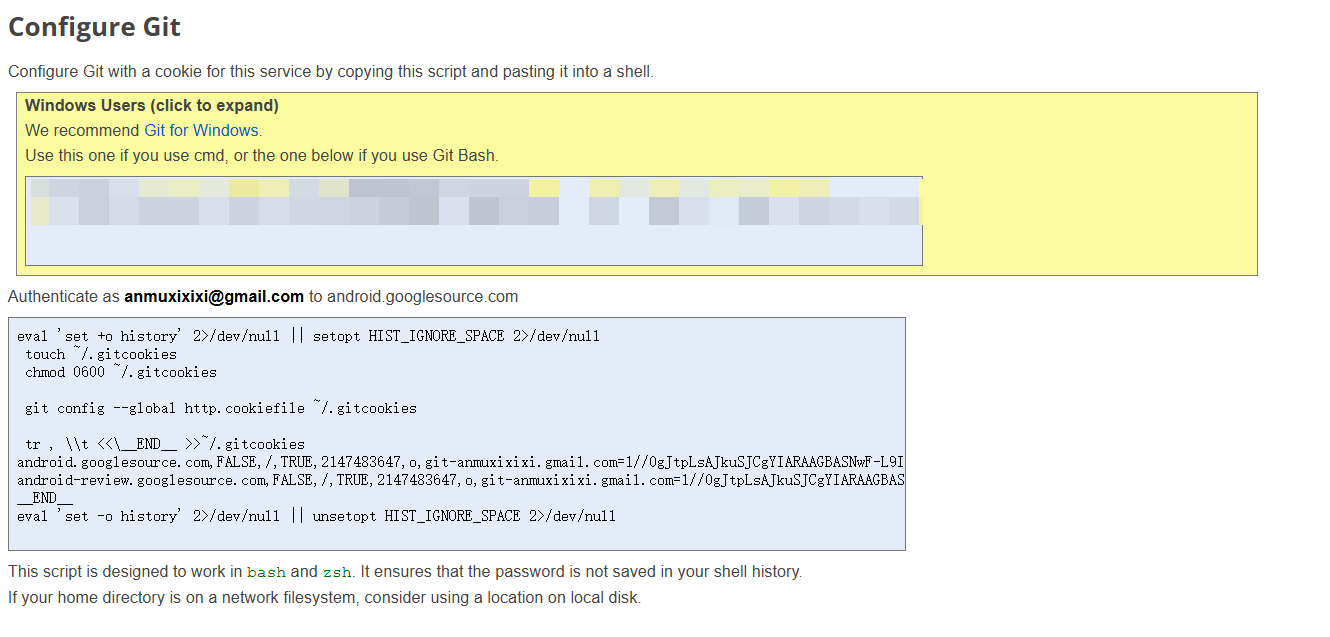 Configure Git
Configure Git with a cookie for this service by copying this script and pasting it into a shell.
Windows Users (click to expand)
We recommend Git for Windows.
Use this one if you use cmd, or the one below if you use Git Bash.
Authenticate as anmuxixixi@gmail.com to android.googlesource.com
eval 'set +o history' 2>/dev/null || setopt HIST_IGNORE_SPACE 2>/dev/null
touch ~/.gitcookies
chmod 0600 ~/.gitcookies
git config --global http.cookiefile ~/.gitcookies
tr , \\t <<\__END__ >>~/.gitcookies
android.googlesource.com,FALSE,/,TRUE,2147483647,o,git-anmuxixixi.gmail.com=1//0gJtpLsAJkuSJCgYIARAAGBASNwF-L9I
android-review.googlesource.com,FALSE,/,TRUE,2147483647,o,git-anmuxixixi.gmail.com=1//0gJtpLsAJkuSJCgYIARAAGBAS
__END__
eval 'set -o history' 2>/dev/null || unsetopt HIST_IGNORE_SPACE 2>/dev/null
This script is designed to work in bash and zsh. It ensures that the password is not saved in your shell history.
If your home directory is on a network filesystem, consider using a location on local disk.